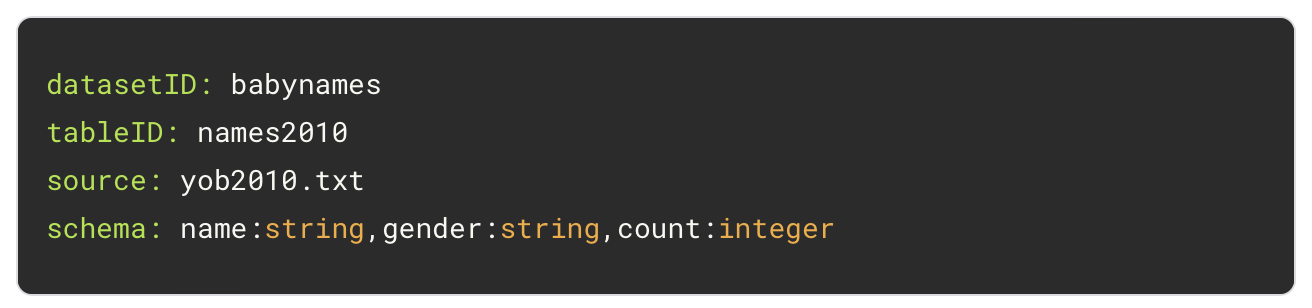 datasetID: babynames
tableID: names2010
source: yob2010.txt
schema: name:string,gender:string,count:integer